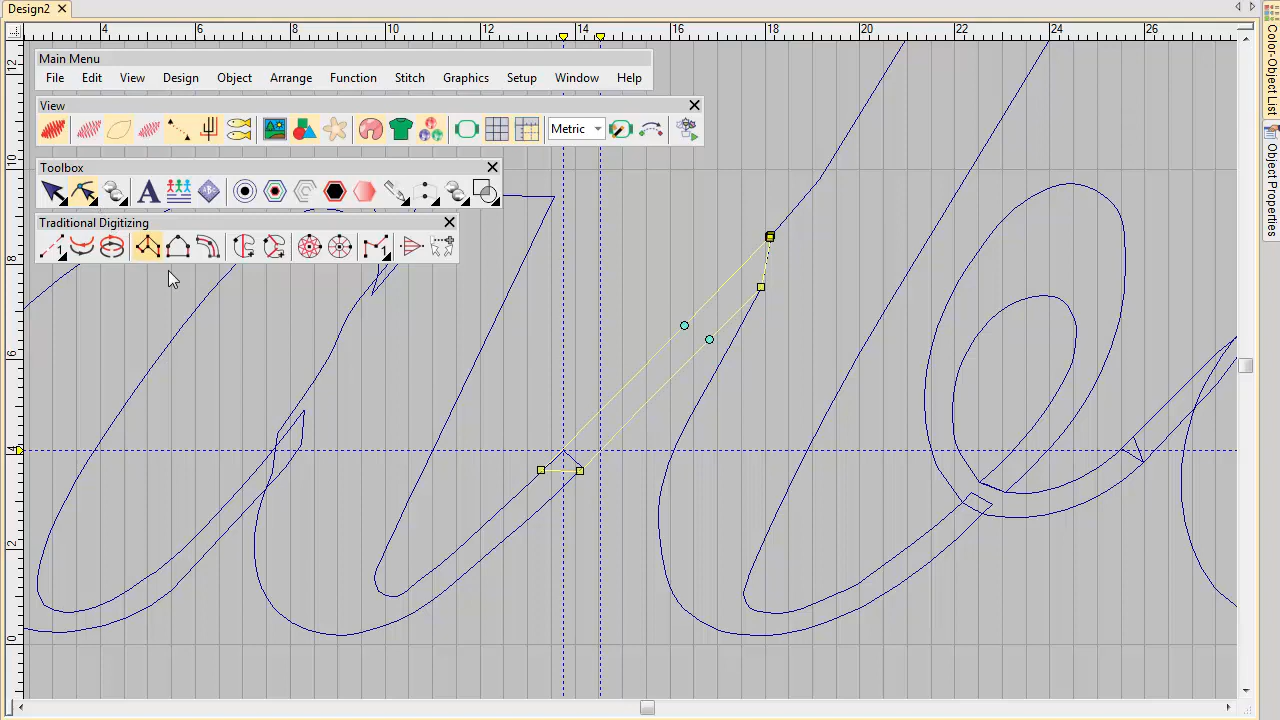 Design2
4 6 8 10 12 14 16 18 20 22 24 26
12
10
8
6
4
2
0
Main Menu
File Edit View Design Object Arrange Function Stitch Graphics Setup Window Help
View
Metric
Toolbox
A
Traditional Digitizing
1 1
Color-Object List
Object Properties